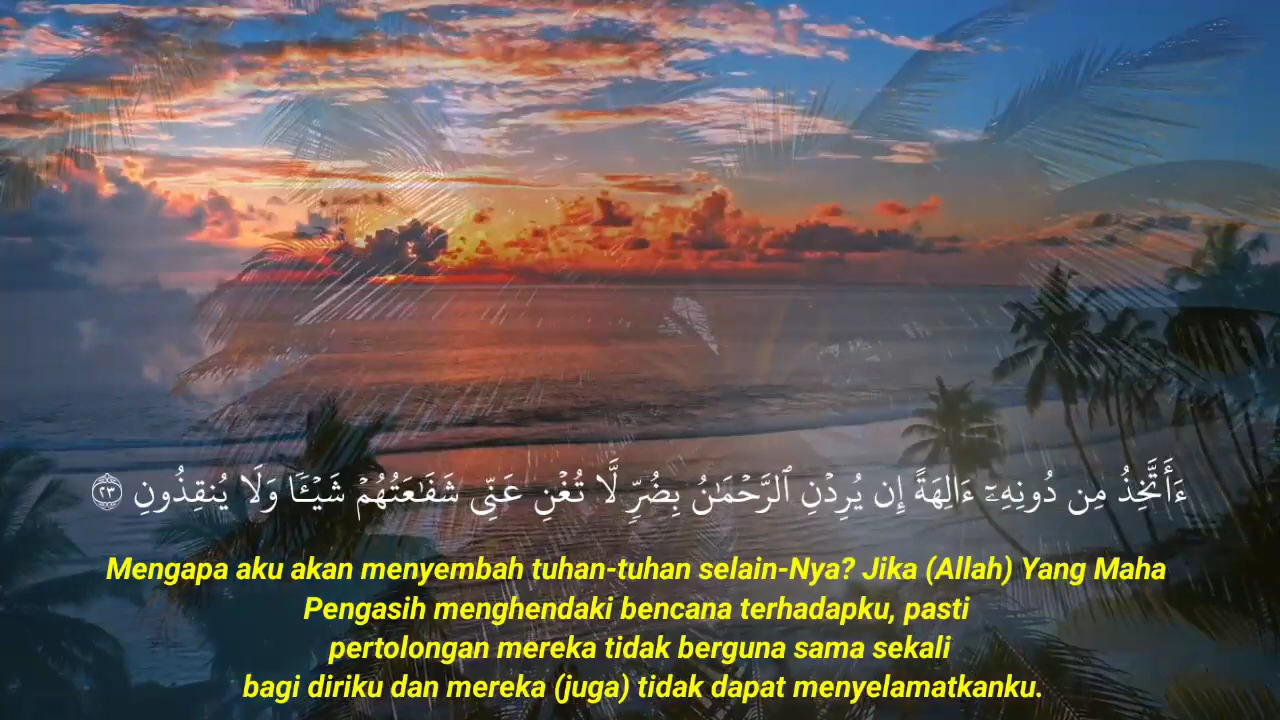 ءَأَتَّخِذُ مِن دُونِهِۦٓ ءَالِهَةً إِن يُرِدْنِ ٱلرَّحْمَٰنُ بِضُرٍّ لَّا تُغْنِ عَنِّى شَفَٰعَتُهُمْ شَيْـًٔا وَلَا يُنقِذُونِ ٢٣
Mengapa aku akan menyembah tuhan-tuhan selain-Nya? Jika (Allah) Yang Maha
Pengasih menghendaki bencana terhadapku, pasti
pertolongan mereka tidak berguna sama sekali
bagi diriku dan mereka (juga) tidak dapat menyelamatkanku.